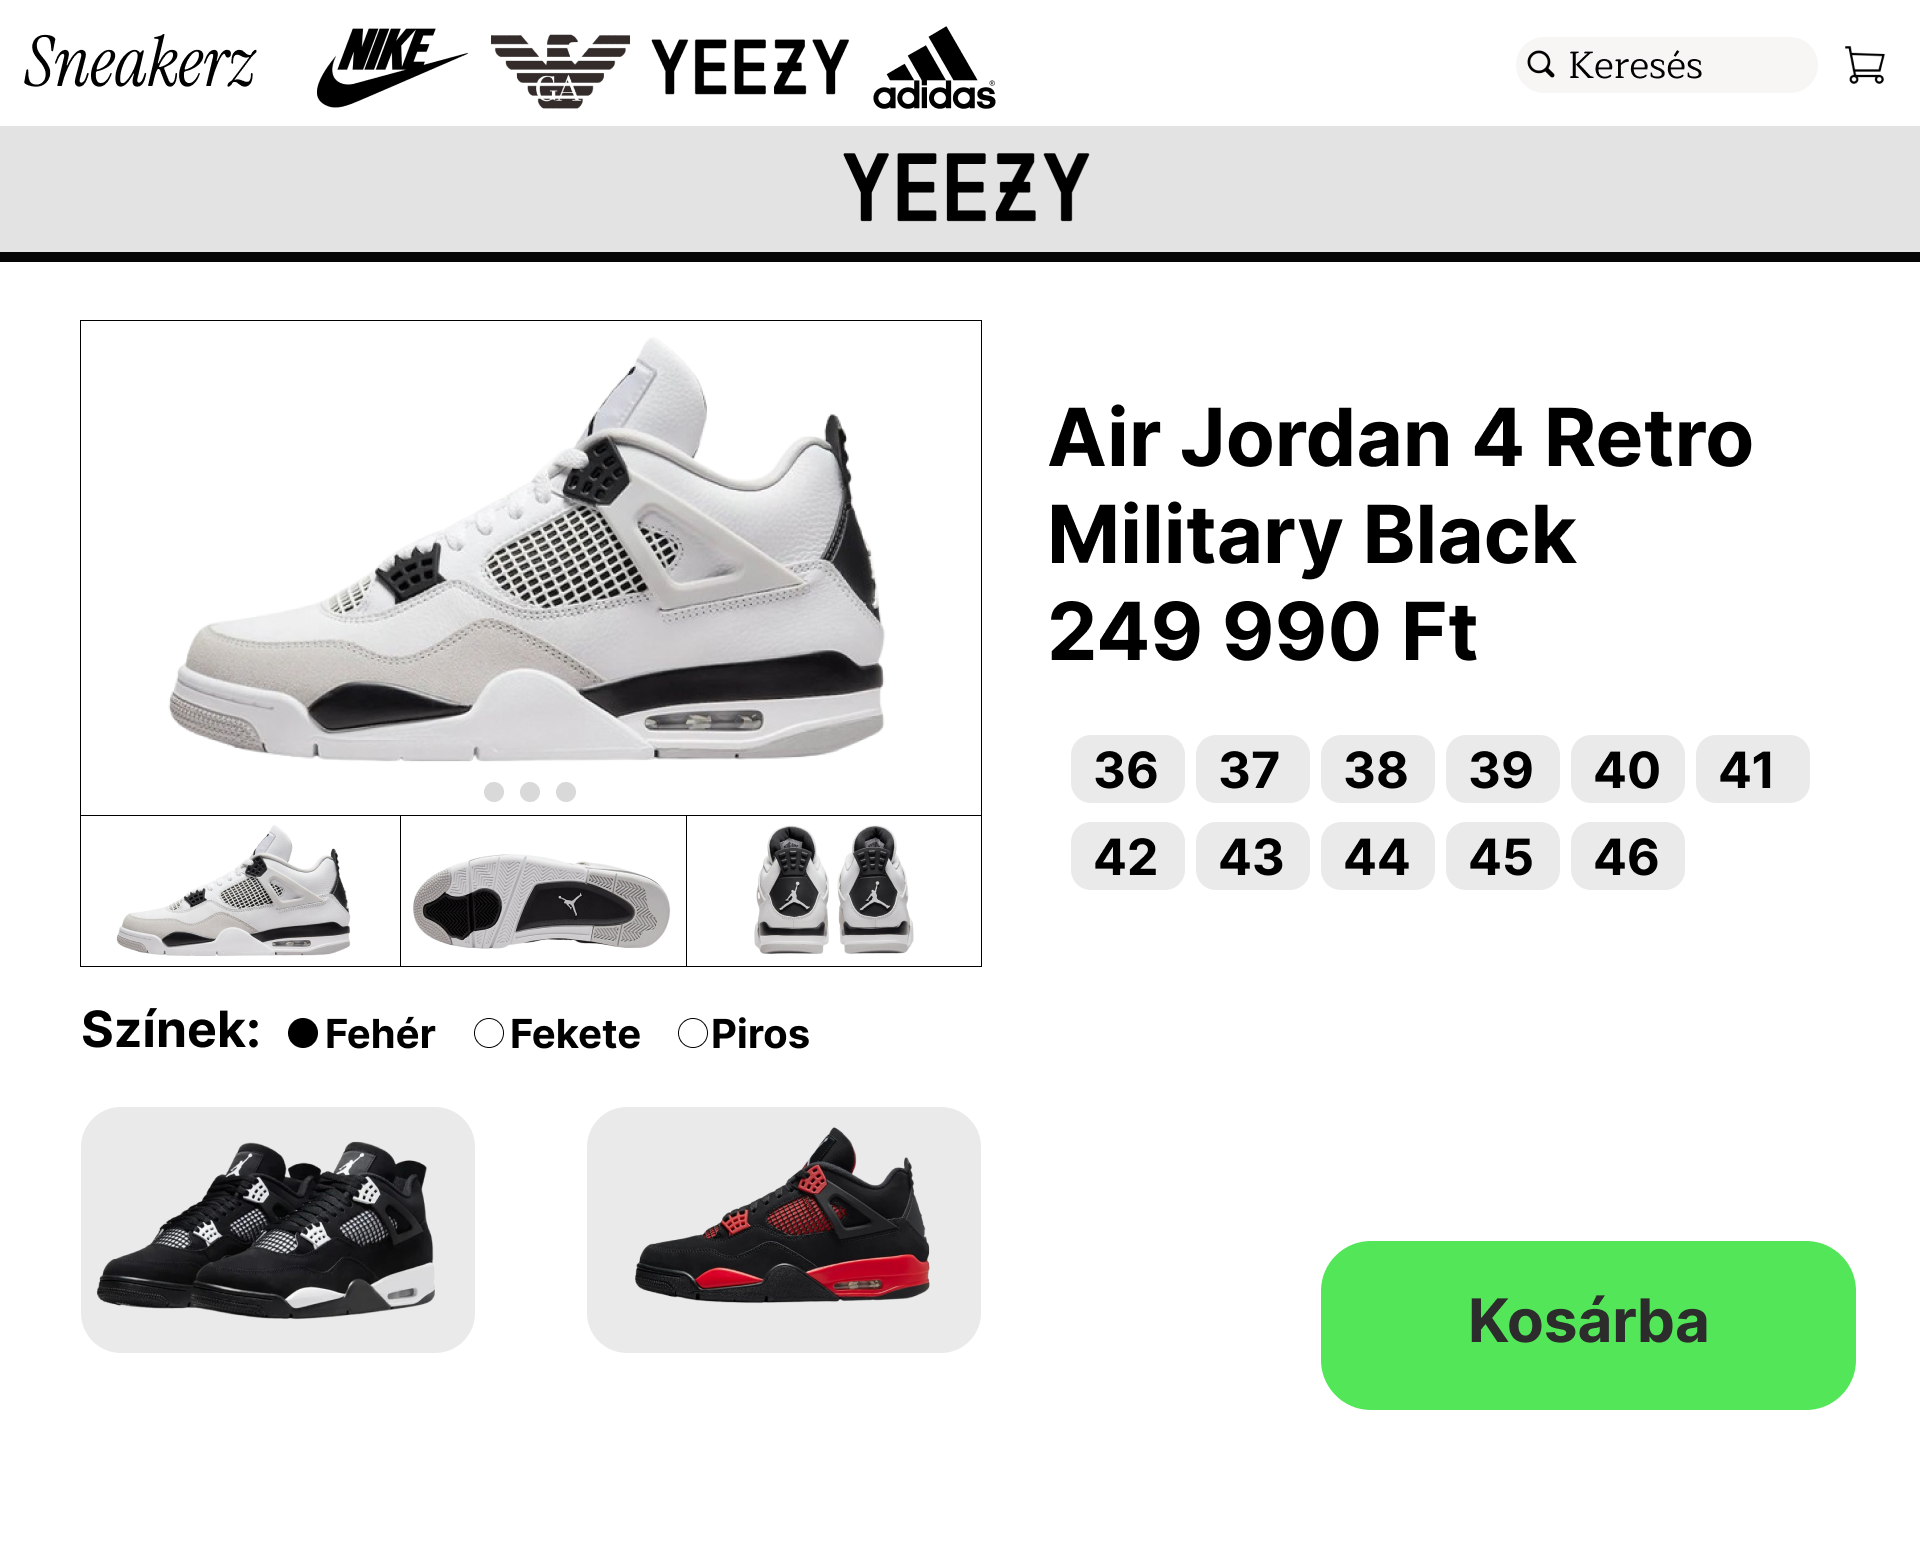 Sneakerz
NIKE
GA
YEEZY
adidas®
Keresés
YEEZY
Air Jordan 4 Retro
Military Black
249 990 Ft
36 37 38 39 40 41
42 43 44 45 46
Színek: Fehér Fekete Piros
Kosárba